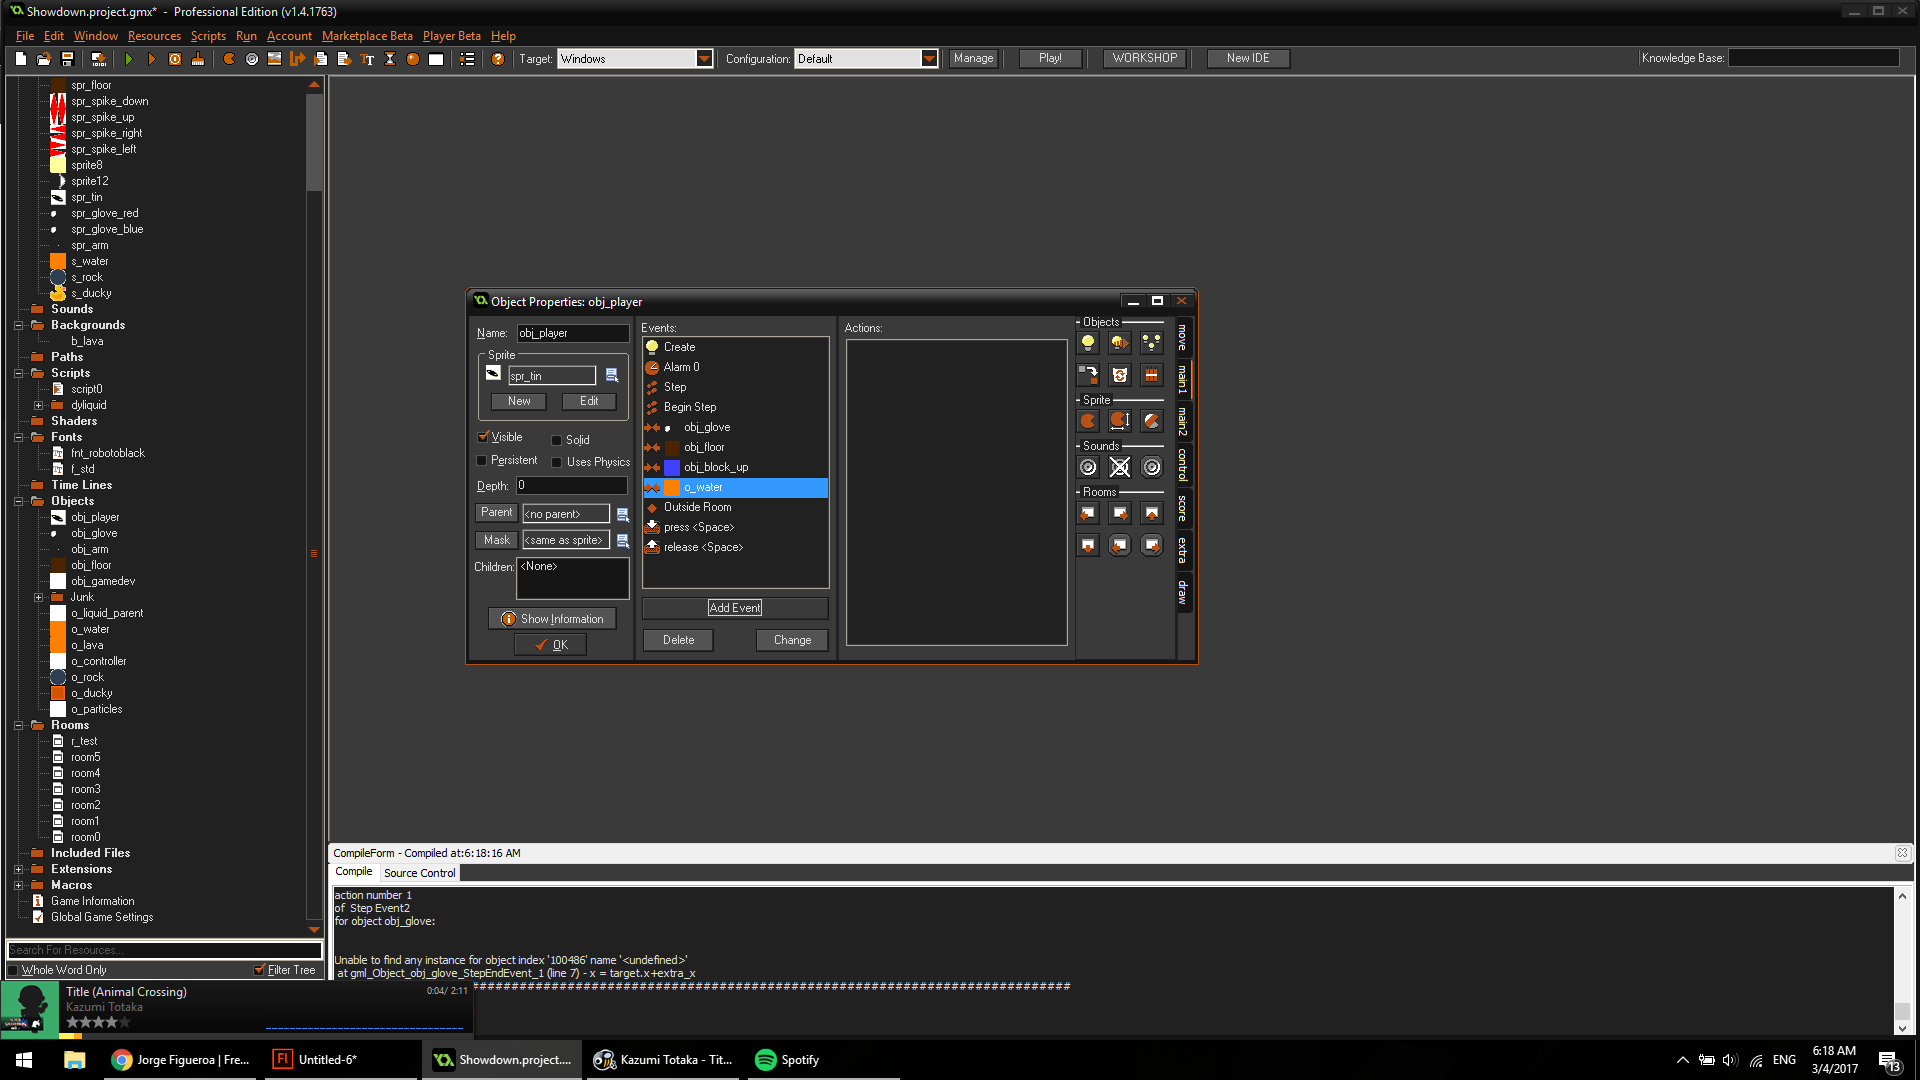 Showdown.project.gmx* - Professional Edition (v1.4.1763)
File Edit Window Resources Scripts Run Account Marketplace Beta Player Beta Help
Target: Windows Configuration: Default Manage Play! WORKSHOP New IDE Knowledge Base:
spr_floor
spr_spike_down
spr_spike_up
spr_spike_right
spr_spike_left
sprite8
sprite12
spr_tin
spr_glove_red
spr_glove_blue
spr_arm
s_water
s_rock
s_ducky
Sounds
Backgrounds
b_lava
Paths
Scripts
script0
dyliquid
Shaders
Fonts
fnt_robotoblack
f_std
Time Lines
Objects
obj_player
obj_glove
obj_arm
obj_floor
obj_gamedev
Junk
o_liquid_parent
o_water
o_lava
o_controller
o_rock
o_ducky
o_particles
Rooms
r_test
room5
room4
room3
room2
room1
room0
Included Files
Extensions
Macros
Game Information
Global Game Settings
Search For Resources...
Whole Word Only Filter Tree
Object Properties: obj_player
Name: obj_player
Sprite
spr_tin
New Edit
Visible Solid
Persistent Uses Physics
Depth: 0
Parent <no parent>
Mask <same as sprite>
Children: <None>
Show Information
OK
Events:
Create
Alarm 0
Step
Begin Step
obj_glove
obj_floor
obj_block_up
o_water
Outside Room
press <Space>
release <Space>
Add Event
Delete Change
Actions:
Objects
Sprite
Sounds
Rooms
move
main1
main2
control
score
extra
draw
CompileForm - Compiled at:6:18:16 AM
Compile Source Control
action number 1
of Step Event2
for object obj_glove:
Unable to find any instance for object index '100486' name '<undefined>'
at gml_Object_obj_glove_StepEndEvent_1 (line 7) - x = target.x+extra_x
Title (Animal Crossing) 0:04/ 2:11
Kazumi Totaka
Jorge Figueroa | Fre...
Untitled-6*
Showdown.project....
Kazumi Totaka - Tit...
Spotify
ENG
6:18 AM
3/4/2017
13